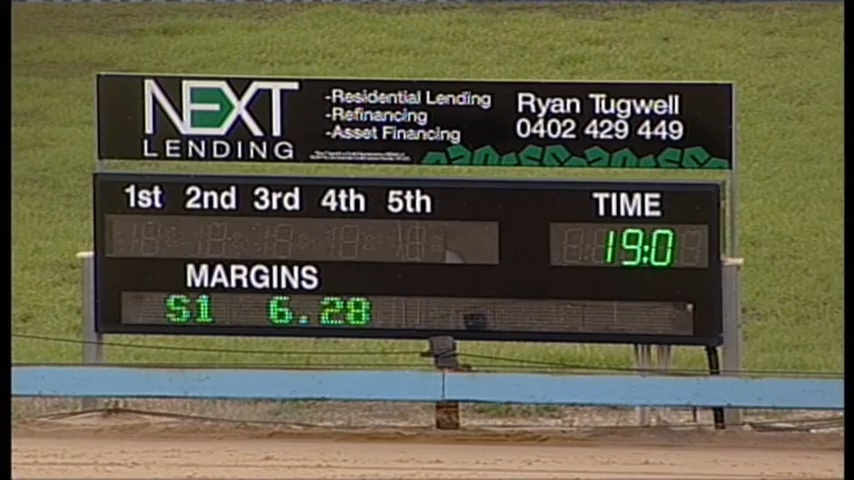 NEXT
LENDING
-Residential Lending
-Refinancing
-Asset Financing
Ryan Tugwell
0402 429 449
1st 2nd 3rd 4th 5th TIME
19:0
MARGINS
S1 6.28